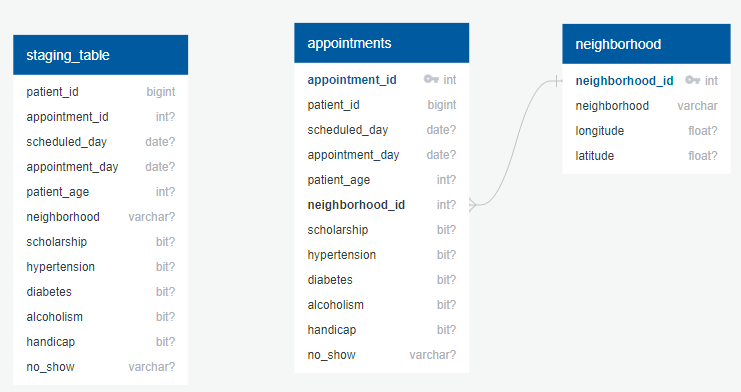 staging_table
patient_id bigint
appointment_id int?
scheduled_day date?
appointment_day date?
patient_age int?
neighborhood varchar?
scholarship bit?
hypertension bit?
diabetes bit?
alcoholism bit?
handicap bit?
no_show varchar?
appointments
appointment_id int
patient_id bigint
scheduled_day date?
appointment_day date?
patient_age int?
neighborhood_id int?
scholarship bit?
hypertension bit?
diabetes bit?
alcoholism bit?
handicap bit?
no_show varchar?
neighborhood
neighborhood_id int
neighborhood varchar
longitude float?
latitude float?